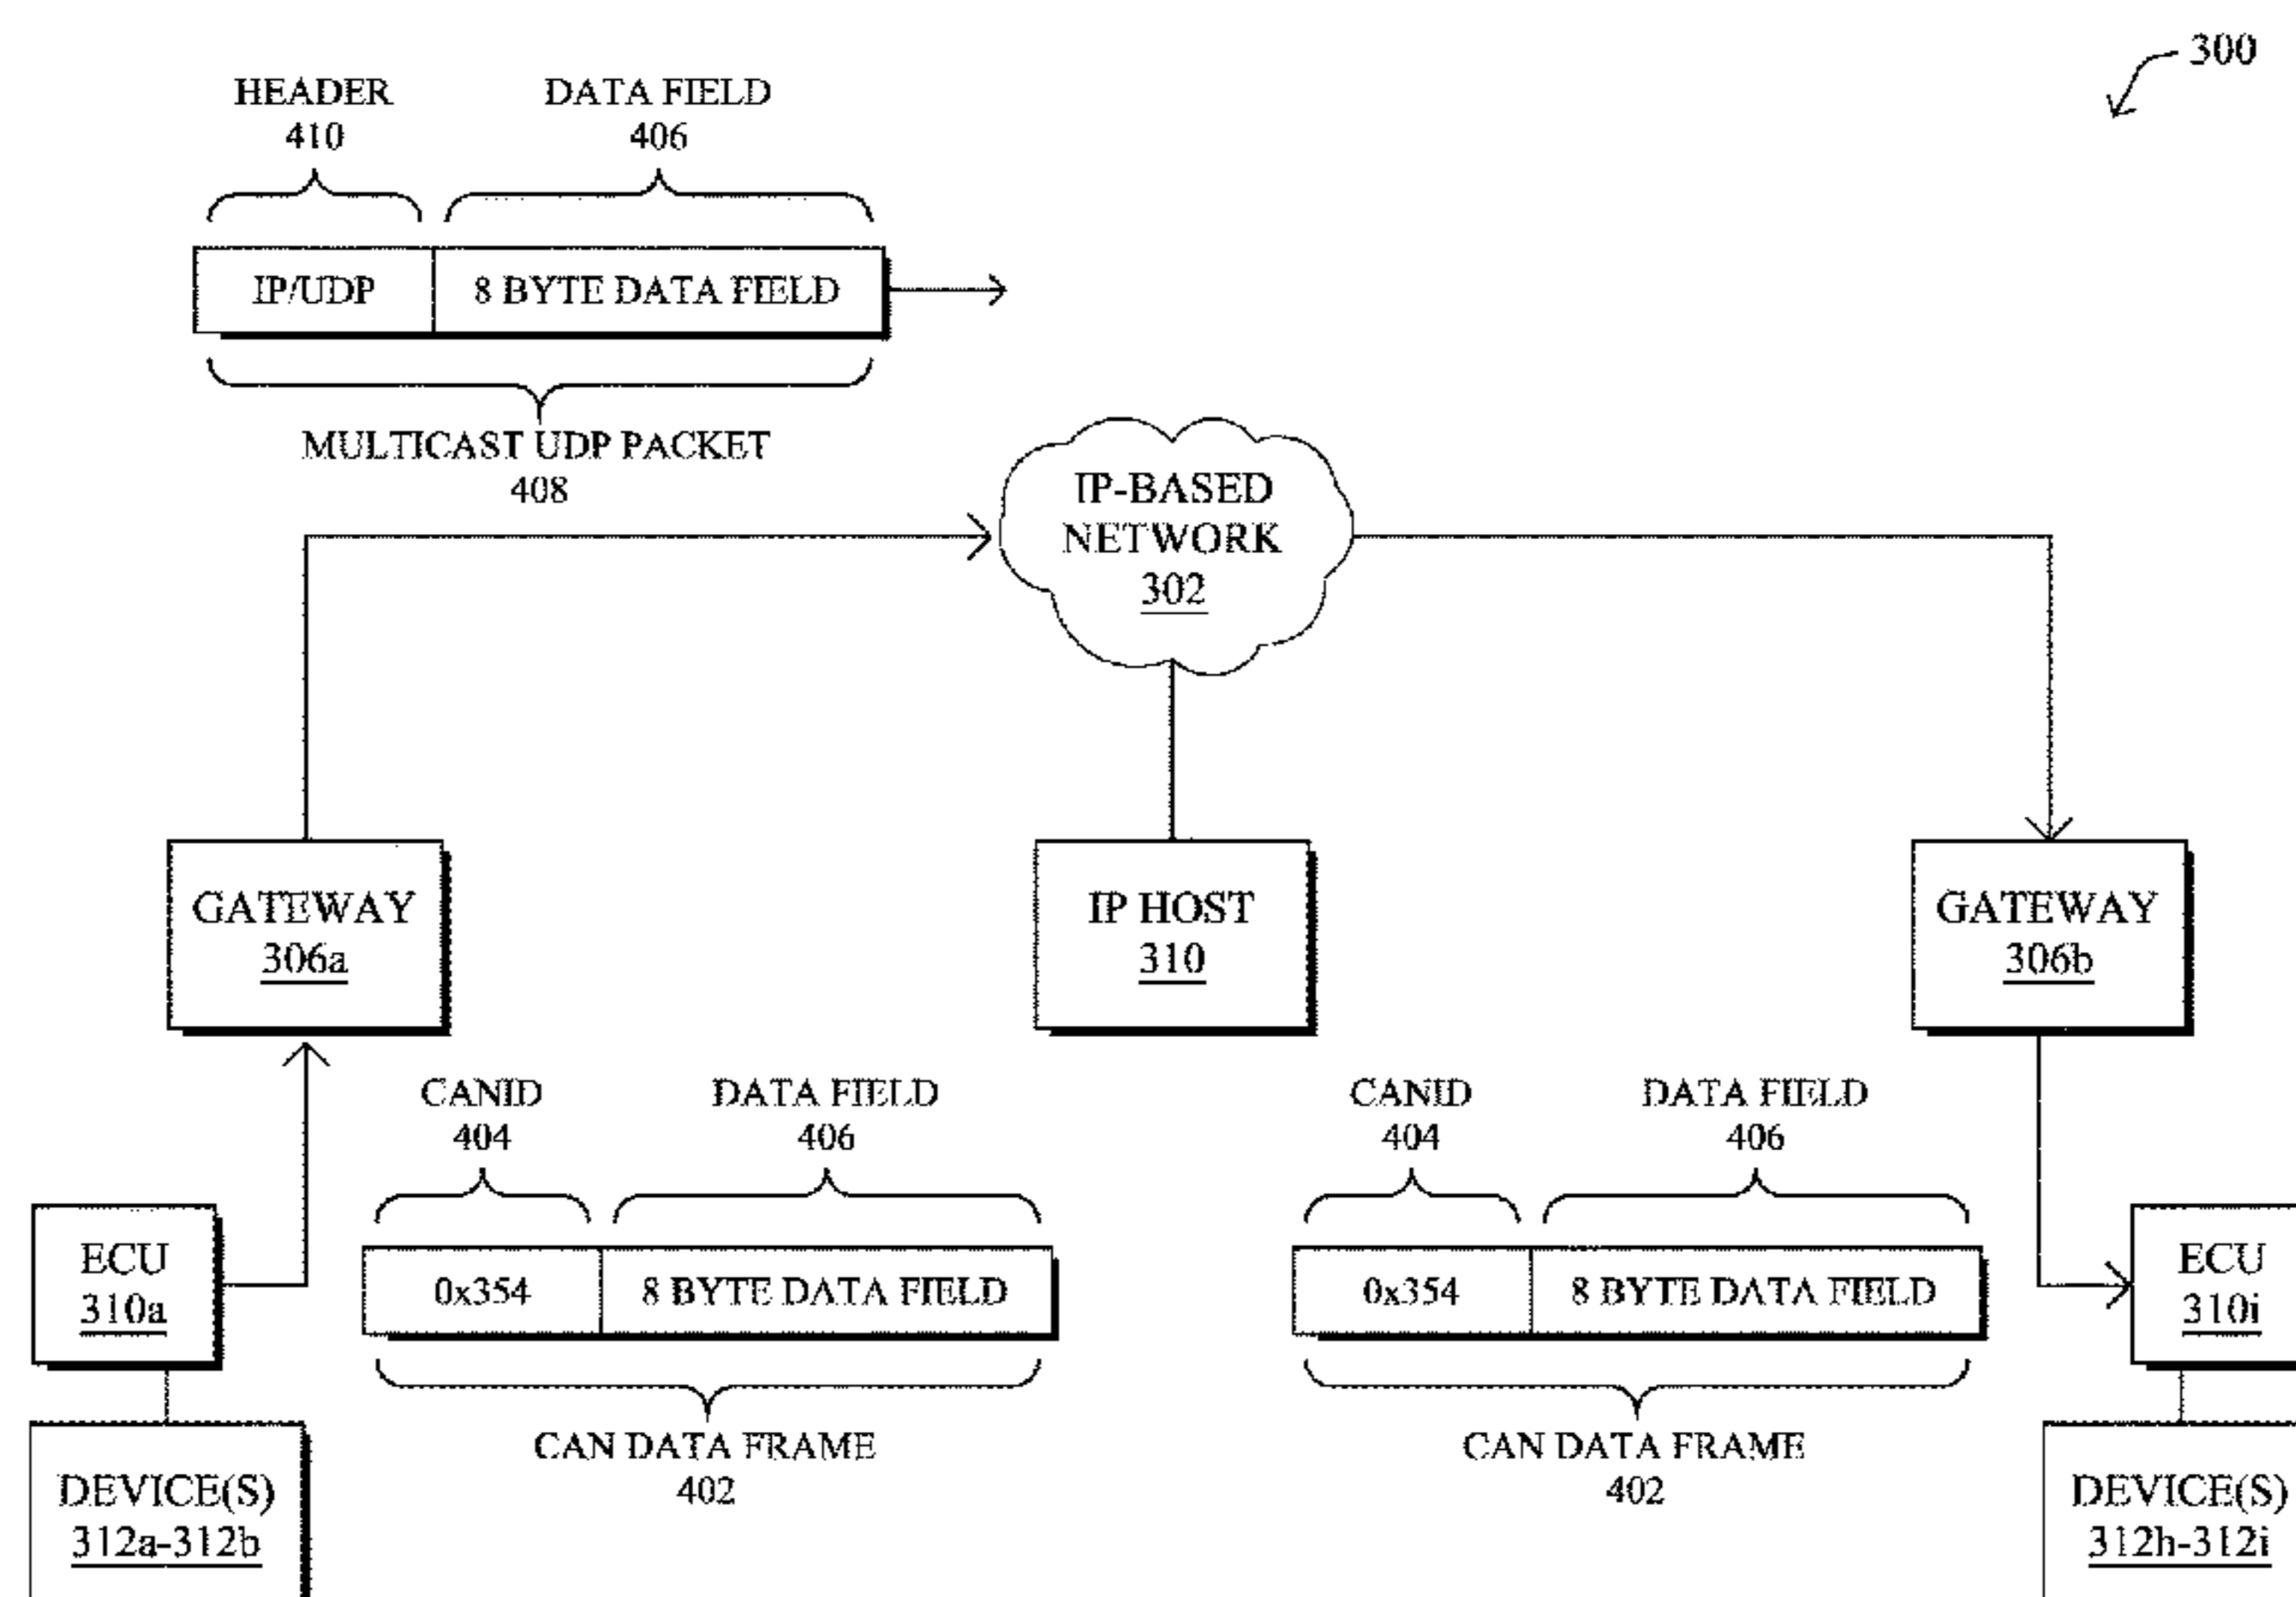 300
HEADER
410
DATA FIELD
406
IP/UDP
8 BYTE DATA FIELD
MULTICAST UDP PACKET
408
IP-BASED
NETWORK
302
GATEWAY
306a
IP HOST
310
GATEWAY
306b
CANID
404
DATA FIELD
406
CANID
404
DATA FIELD
406
ECU
310a
0x354
8 BYTE DATA FIELD
0x354
8 BYTE DATA FIELD
ECU
310i
CAN DATA FRAME
402
CAN DATA FRAME
402
DEVICE(S)
312a-312b
DEVICE(S)
312h-312i